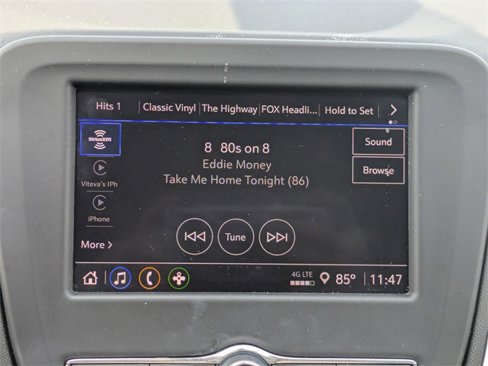 Hits 1 Classic Vinyl The Highway FOX Headli... Hold to Set
SiriusXM
8 80s on 8
Sound
Eddie Money
Browse
Take Me Home Tonight (86)
Viteva's IPh
iPhone
More
Tune
4G LTE
85° 11:47